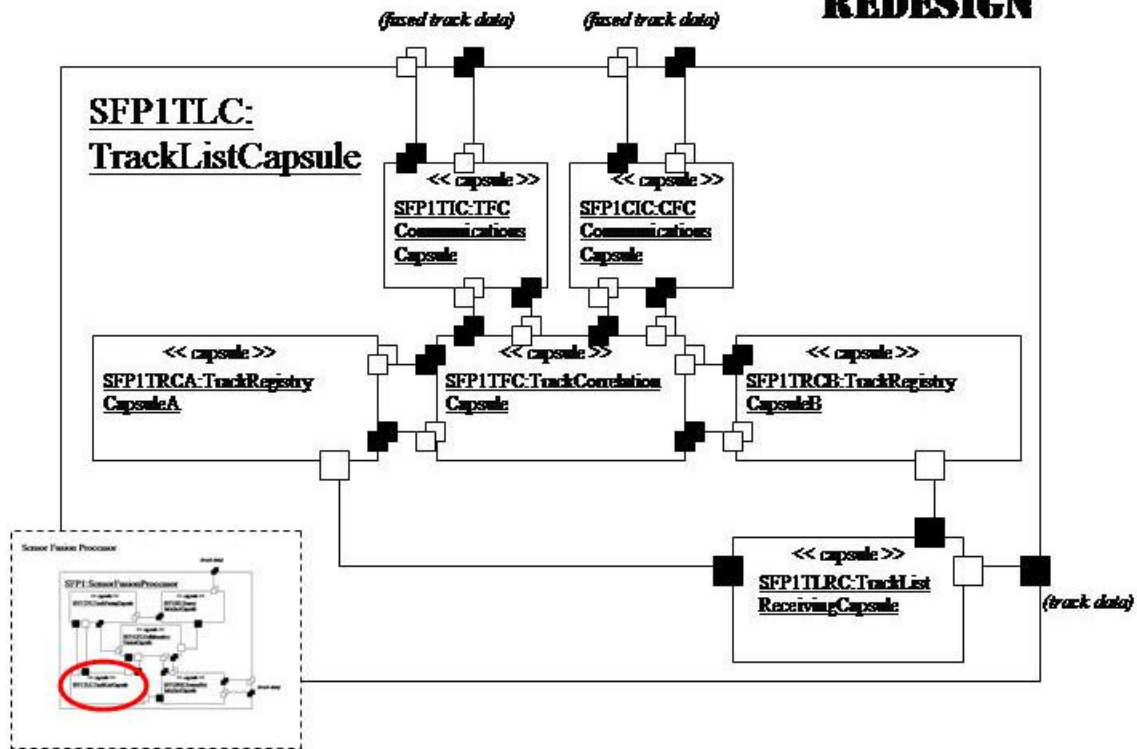 REDESIGN
(fused track data)
(fused track data)
SFP1TLC:
TrackListCapsule
<< capsule >>
SFP1TIC:TFC
Communications
Capsule
<< capsule >>
SFP1CIC:CFC
Communications
Capsule
<< capsule >>
SFP1TRCA:TrackRegistry
CapsuleA
<< capsule >>
SFP1TFC:TrackCorrelation
Capsule
<< capsule >>
SFP1TRCB:TrackRegistry
CapsuleB
<< capsule >>
SFP1TLRC:TrackList
ReceivingCapsule
(track data)
Sensor Fusion Processor
SFP1:SensorFusionProcessor